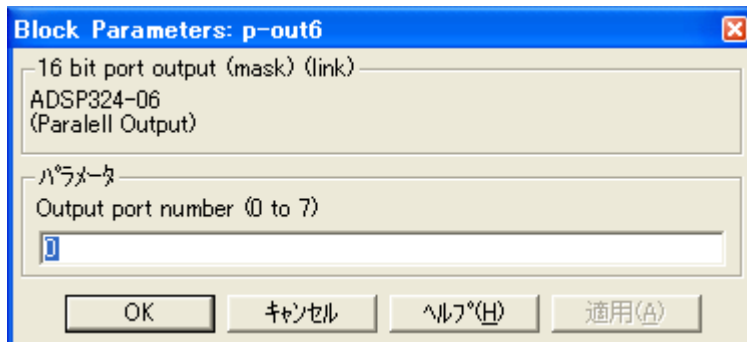 Block Parameters: p-out6
16 bit port output (mask) (link)
ADSP324-06
(Paralell Output)
パラメータ
Output port number (0 to 7)
0
OK キャンセル ヘルプ(H) 適用(A)